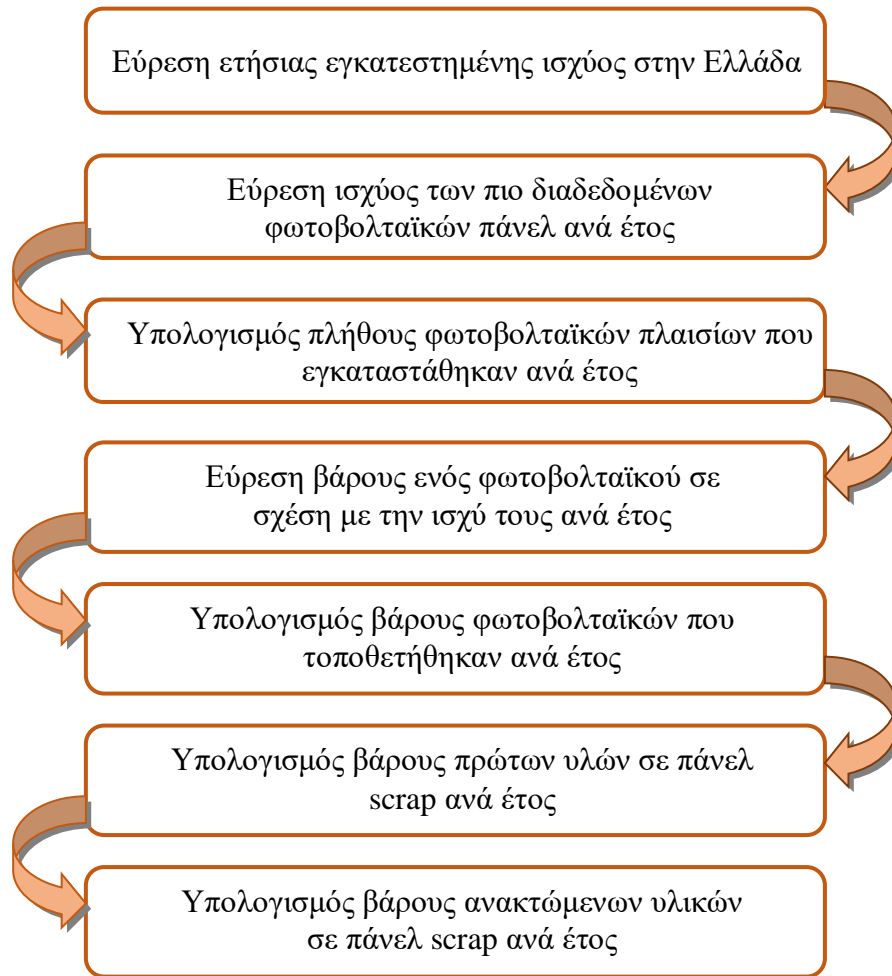 Εύρεση ετήσιας εγκατεστημένης ισχύος στην Ελλάδα
Εύρεση ισχύος των πιο διαδεδομένων
φωτοβολταϊκών πάνελ ανά έτος
Υπολογισμός πλήθους φωτοβολταϊκών πλαισίων που
εγκαταστάθηκαν ανά έτος
Εύρεση βάρους ενός φωτοβολταϊκού σε
σχέση με την ισχύ τους ανά έτος
Υπολογισμός βάρους φωτοβολταϊκών που
τοποθετήθηκαν ανά έτος
Υπολογισμός βάρους πρώτων υλών σε πάνελ
scrap ανά έτος
Υπολογισμός βάρους ανακτώμενων υλικών
σε πάνελ scrap ανά έτος